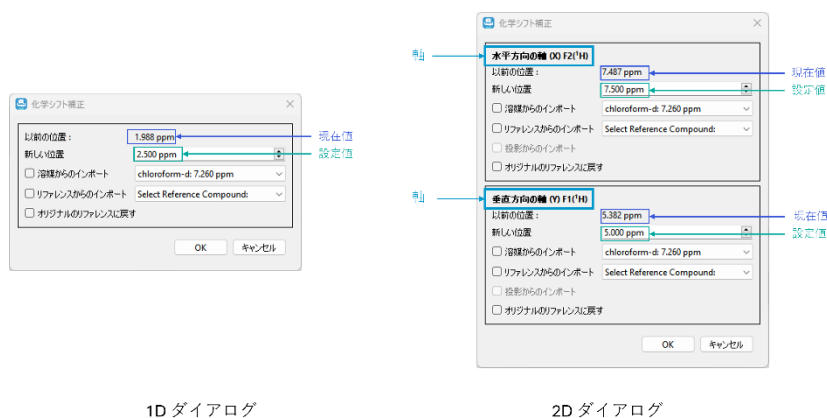 化学シフト補正
以前の位置： 1.988 ppm 現在値
新しい位置 2.500 ppm 設定値
溶媒からのインポート chloroform-d: 7.260 ppm
リファレンスからのインポート Select Reference Compound:
オリジナルのリファレンスに戻す
OK キャンセル
1D ダイアログ
化学シフト補正
軸 水平方向の軸 (X) F2(¹H)
以前の位置： 7.487 ppm 現在値
新しい位置 7.500 ppm 設定値
溶媒からのインポート chloroform-d: 7.260 ppm
リファレンスからのインポート Select Reference Compound:
投影からのインポート
オリジナルのリファレンスに戻す
軸 垂直方向の軸 (Y) F1(¹H)
以前の位置： 5.382 ppm 現在値
新しい位置 5.000 ppm 設定値
溶媒からのインポート chloroform-d: 7.260 ppm
リファレンスからのインポート Select Reference Compound:
投影からのインポート
オリジナルのリファレンスに戻す
OK キャンセル
2D ダイアログ